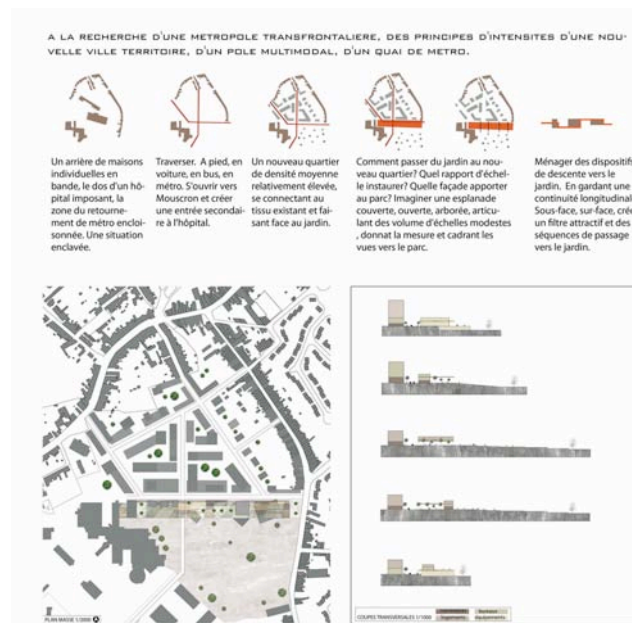 A LA RECHERCHE D'UNE METROPOLE TRANSFRONTALIERE, DES PRINCIPES D'INTENSITES D'UNE NOU-
VELLE VILLE TERRITOIRE, D'UN POLE MULTIMODAL, D'UN QUAI DE METRO.
Un arrière de maisons
individuelles en
bande, le dos d'un hô-
pital imposant, la
zone du retourne-
ment de métro encloi-
sonnée. Une situation
enclavée.
Traverser. A pied, en
voiture, en bus, en
métro. S'ouvrir vers
Mouscron et créer
une entrée secondai-
re à l'hôpital.
Un nouveau quartier
de densité moyenne
relativement élevée,
se connectant au
tissu existant et fai-
sant face au jardin.
Comment passer du jardin au nou-
veau quartier? Quel rapport d'échel-
le instaurer? Quelle façade apporter
au parc? Imaginer une esplanade
couverte, ouverte, arborée, articu-
lant des volume d'échelles modestes
, donnat la mesure et cadrant les
vues vers le parc.
Ménager des dispositifs
de descente vers le
jardin. En gardant une
continuité longitudinal
Sous-face, sur-face, crée
un filtre attractif et des
séquences de passage
vers le jardin.
PLAN MASSE 1/2000
COUPES TRANSVERSALES 1/1000
logements
Bureaux
équipements